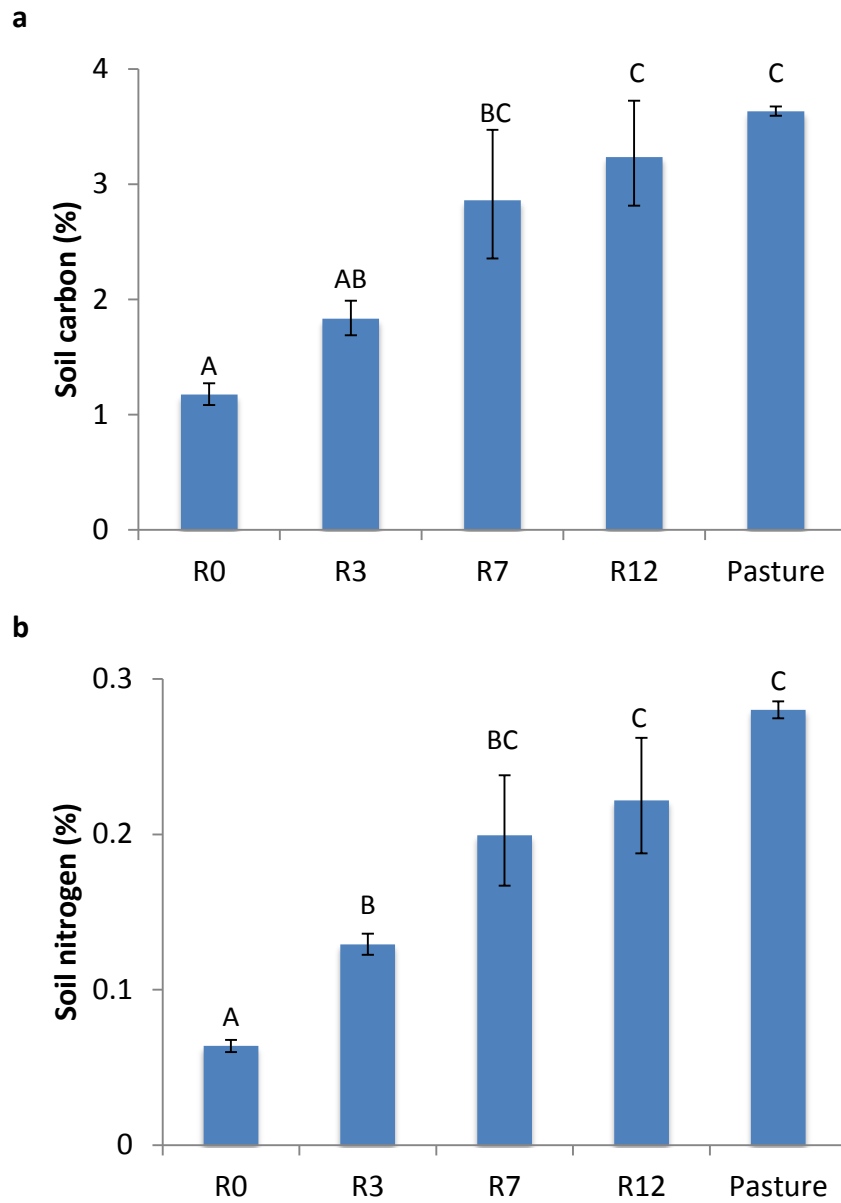 a
4
3
2
1
0
Soil carbon (%)
A
AB
BC
C
C
R0 R3 R7 R12 Pasture
b
0.3
0.2
0.1
0
Soil nitrogen (%)
A
B
BC
C
C
R0 R3 R7 R12 Pasture